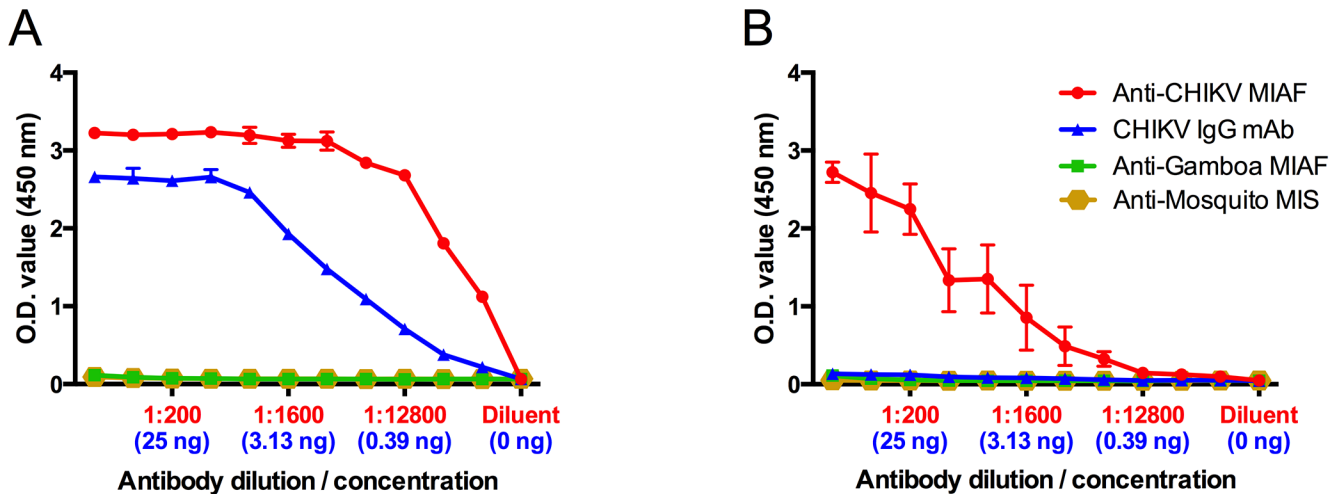 A
O.D. value (450 nm)
4
3
2
1
0
1:200 1:1600 1:12800 Diluent
(25 ng) (3.13 ng) (0.39 ng) (0 ng)
Antibody dilution / concentration
B
O.D. value (450 nm)
4
3
2
1
0
Anti-CHIKV MIAF
CHIKV IgG mAb
Anti-Gamboa MIAF
Anti-Mosquito MIS
1:200 1:1600 1:12800 Diluent
(25 ng) (3.13 ng) (0.39 ng) (0 ng)
Antibody dilution / concentration